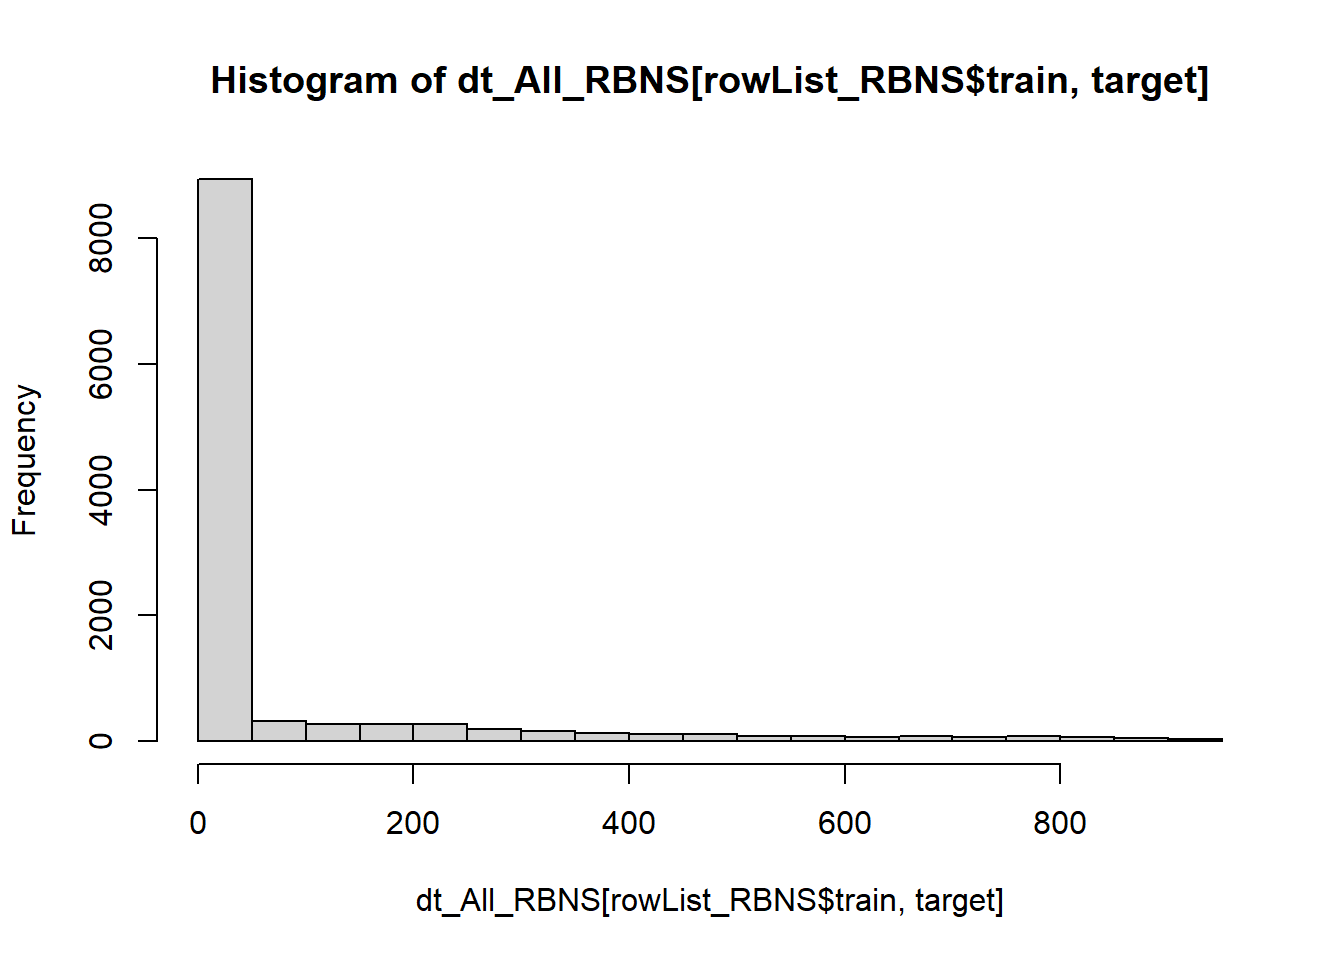 Histogram of dt_All_RBNS[rowList_RBNS$train, target]
Frequency
8000
6000
4000
2000
0
0 200 400 600 800
dt_All_RBNS[rowList_RBNS$train, target]